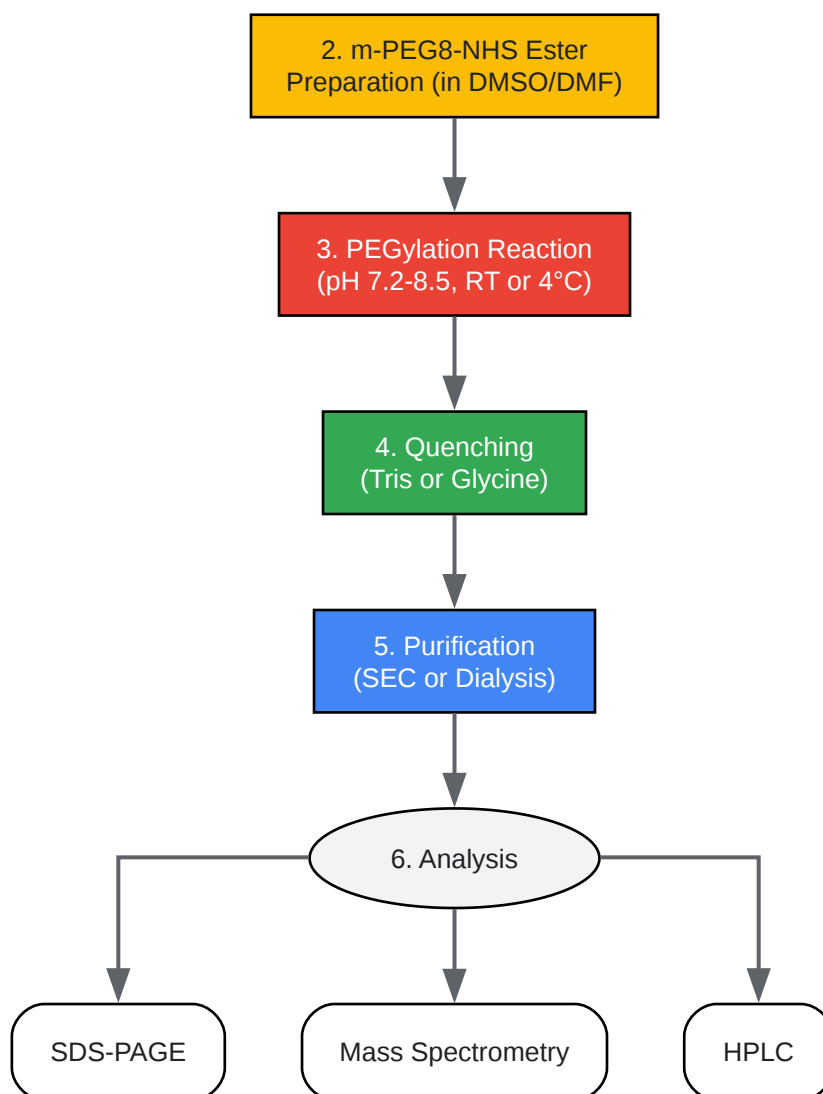 2. m-PEG8-NHS Ester
Preparation (in DMSO/DMF)
3. PEGylation Reaction
(pH 7.2-8.5, RT or 4°C)
4. Quenching
(Tris or Glycine)
5. Purification
(SEC or Dialysis)
6. Analysis
SDS-PAGE
Mass Spectrometry
HPLC